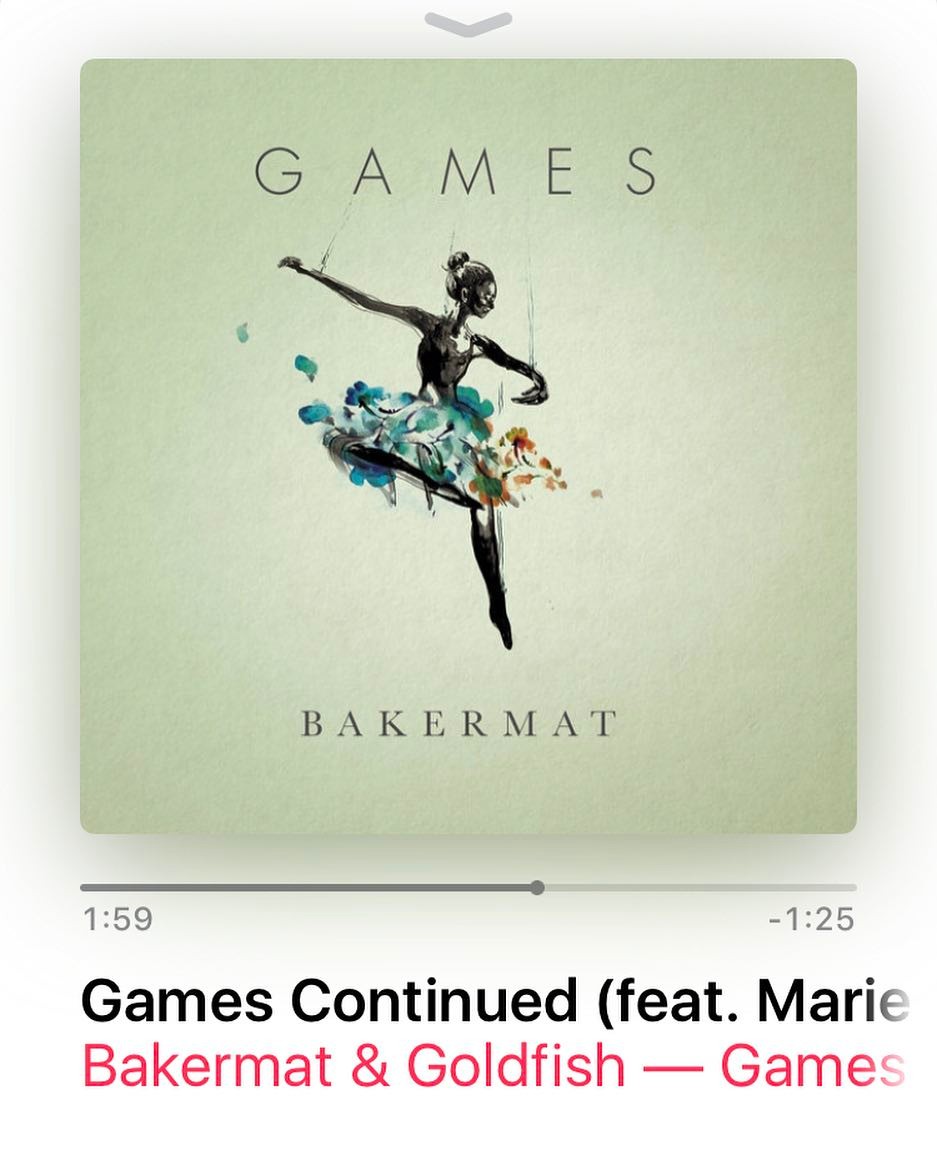 GAMES
BAKERMAT
1:59 -1:25
Games Continued (feat. Marie
Bakermat & Goldfish — Games